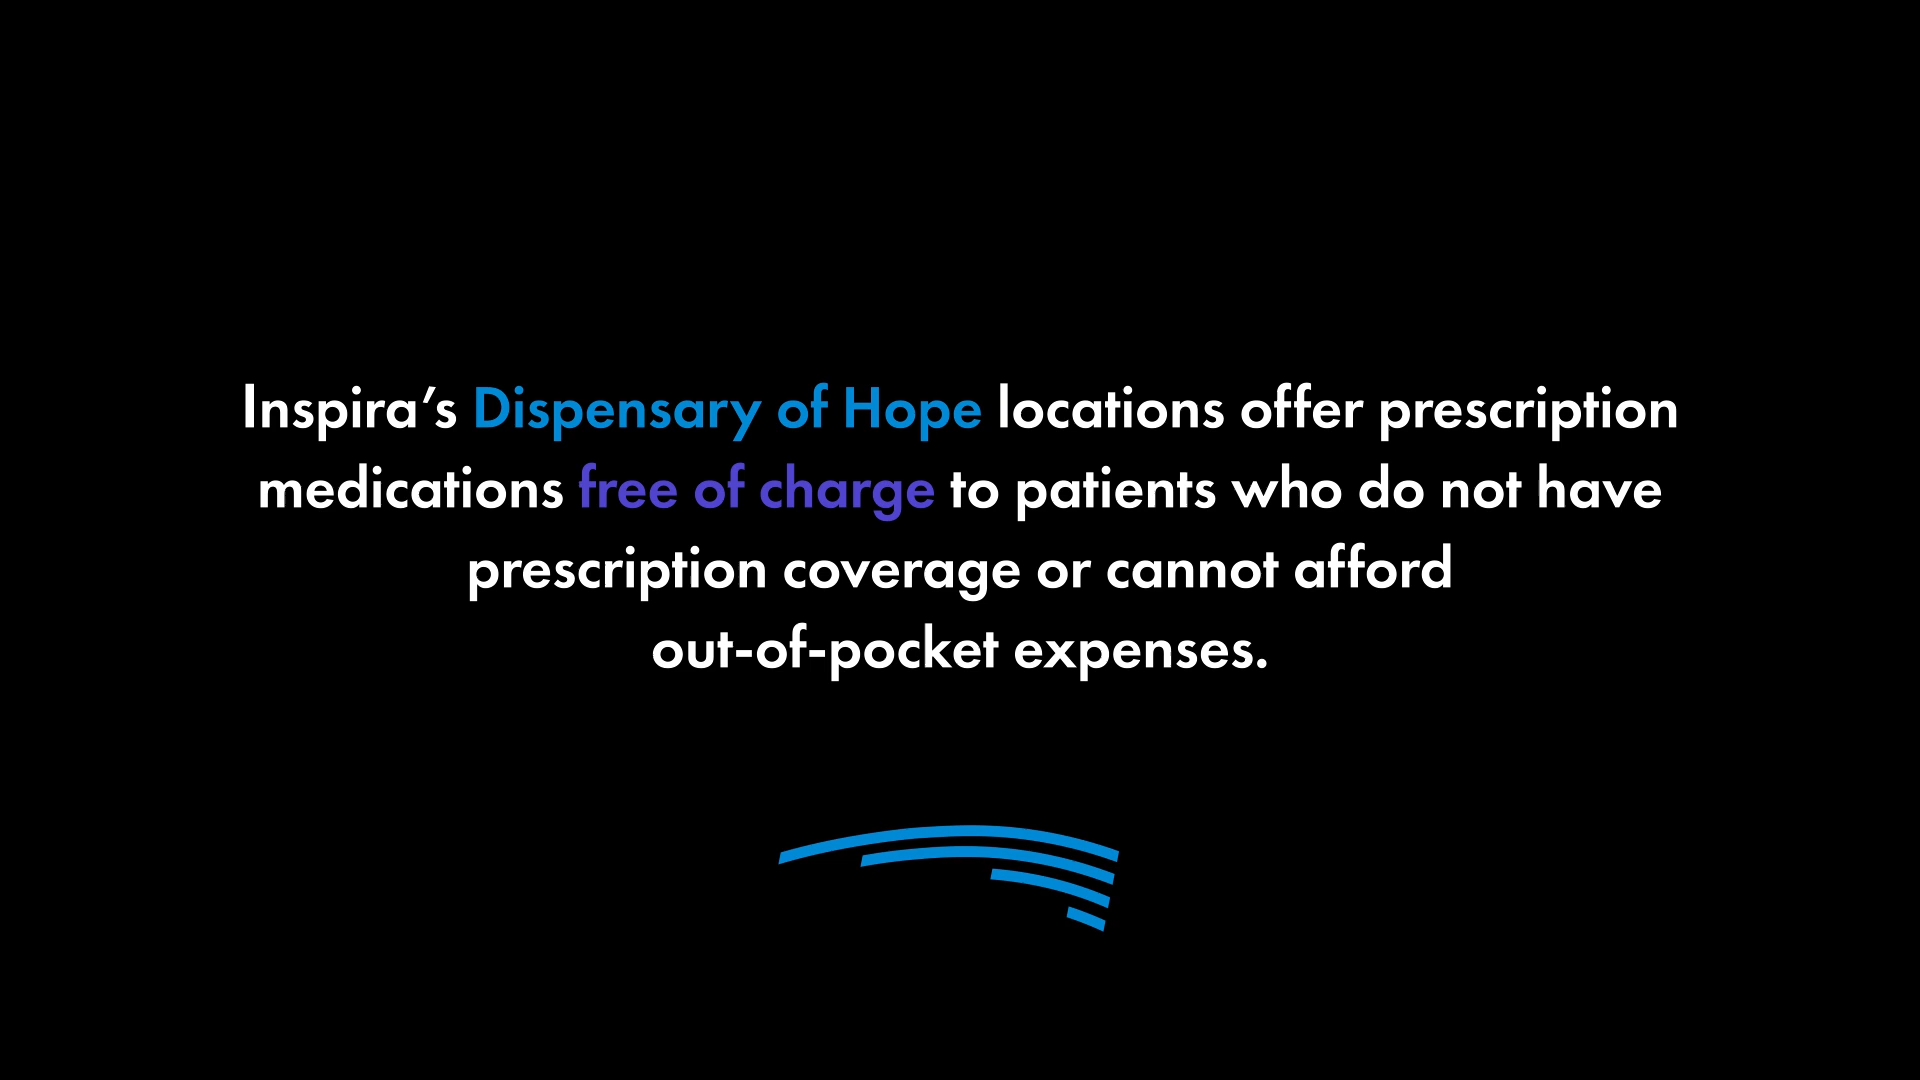 Inspira’s Dispensary of Hope locations offer prescription
medications free of charge to patients who do not have
prescription coverage or cannot afford
out-of-pocket expenses.